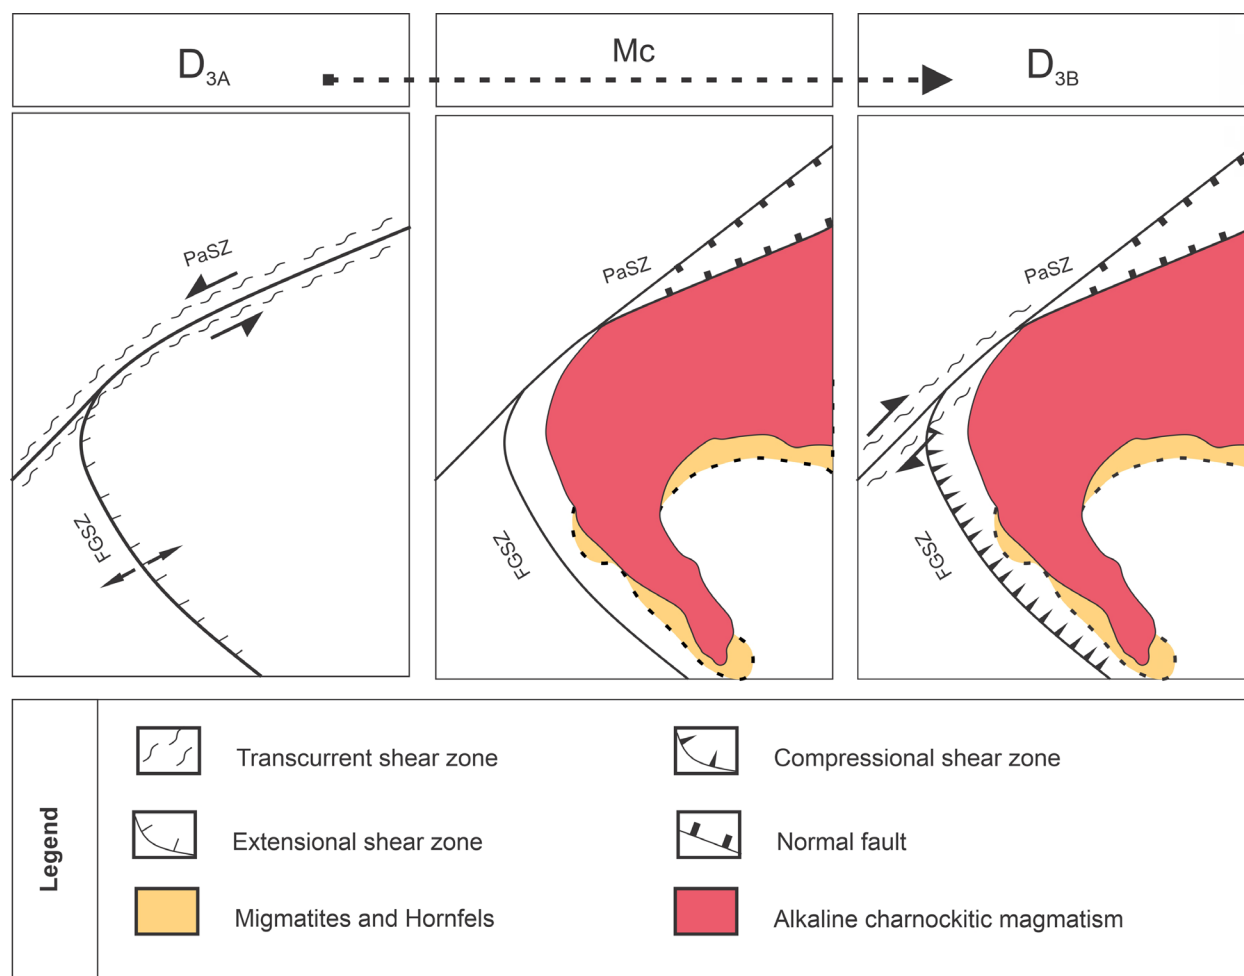 D3A
Mc
D3B
PaSZ
FGSZ
PaSZ
FGSZ
PaSZ
FGSZ
Legend
Transcurrent shear zone
Compressional shear zone
Extensional shear zone
Normal fault
Migmatites and Hornfels
Alkaline charnockitic magmatism